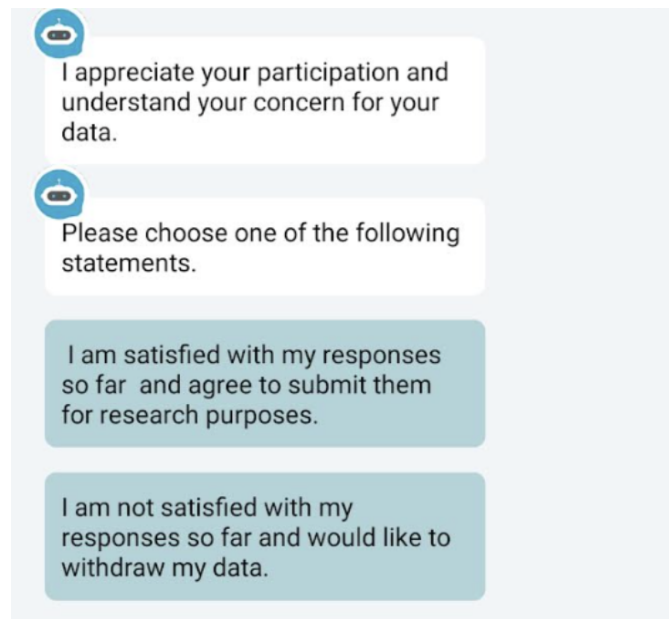 I appreciate your participation and
understand your concern for your
data.
Please choose one of the following
statements.
I am satisfied with my responses
so far  and agree to submit them
for research purposes.
I am not satisfied with my
responses so far and would like to
withdraw my data.